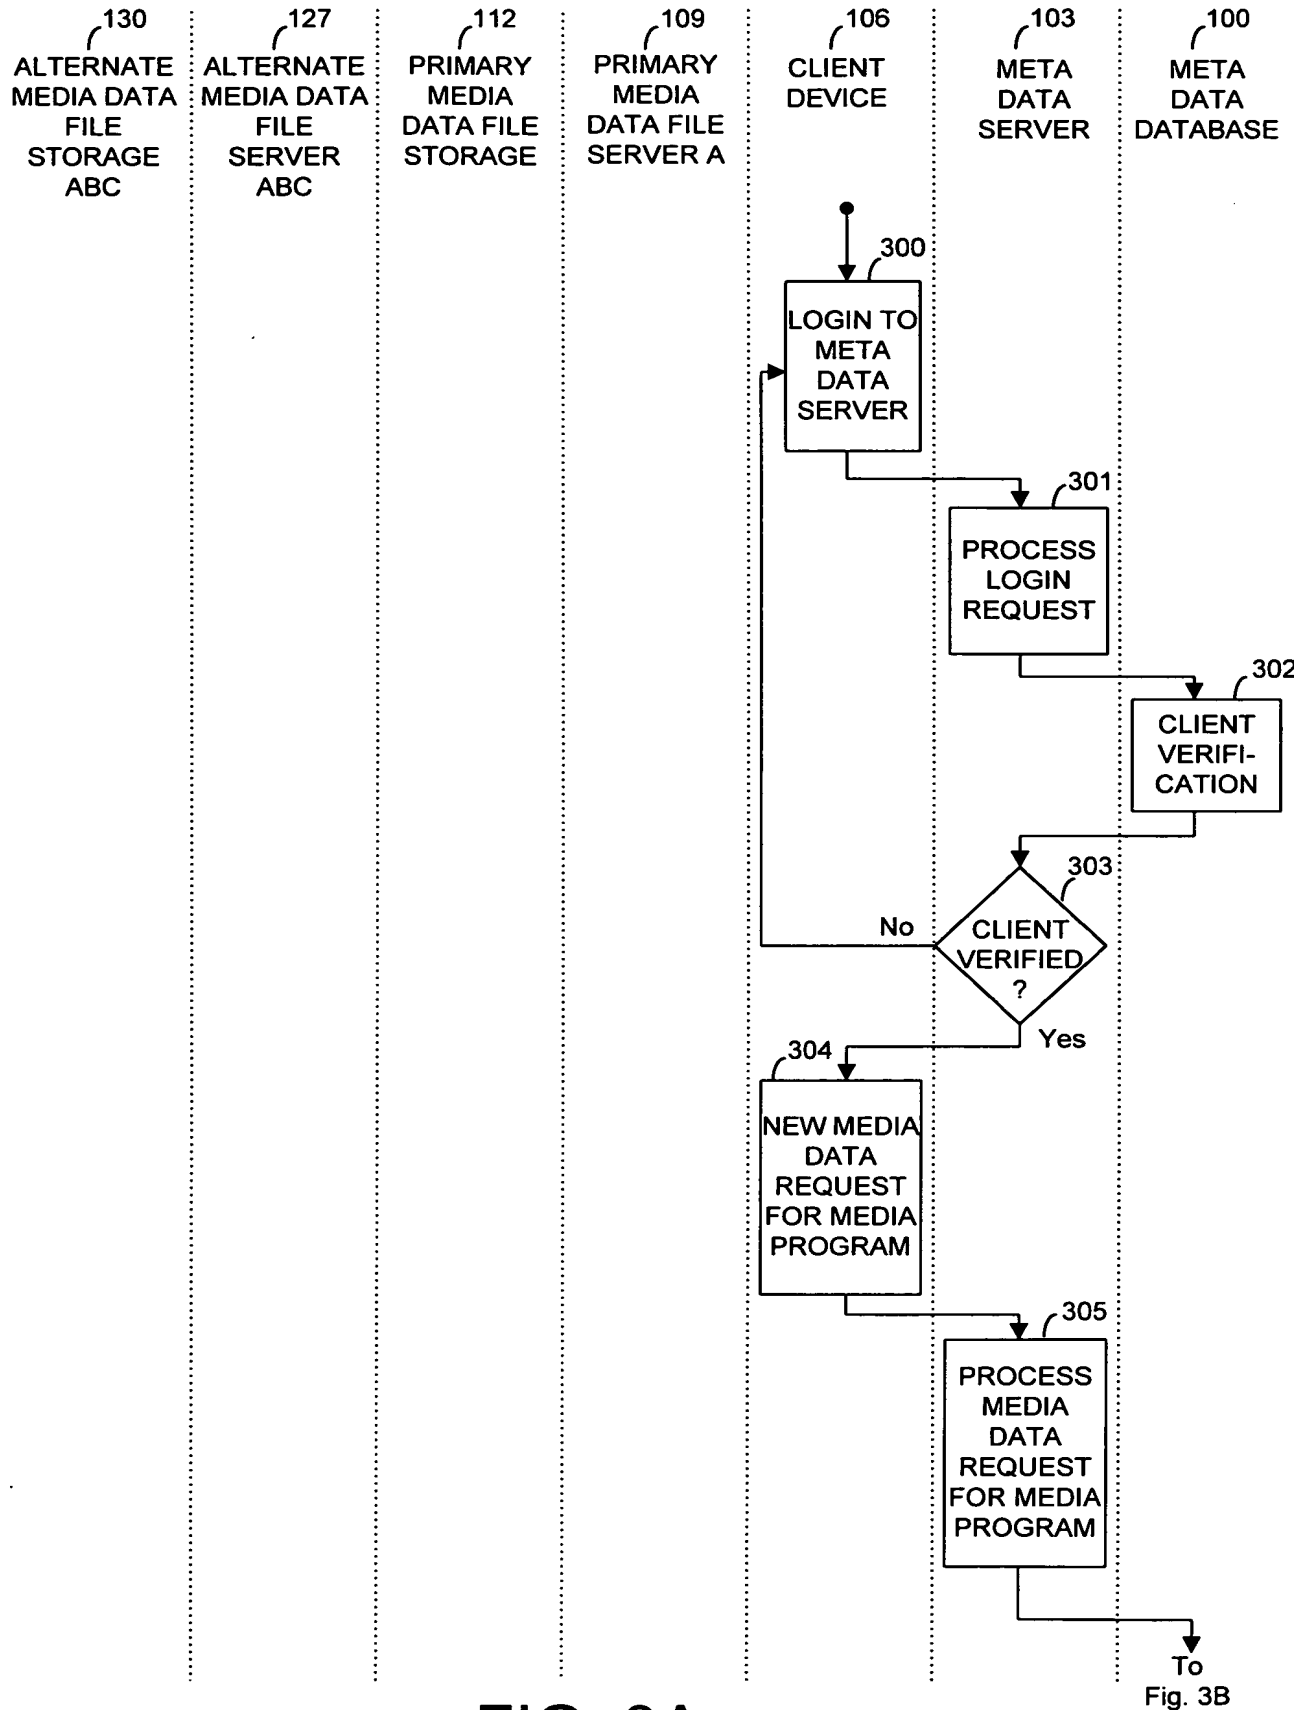 130
ALTERNATE
MEDIA DATA
FILE
STORAGE
ABC
127
ALTERNATE
MEDIA DATA
FILE
SERVER
ABC
112
PRIMARY
MEDIA
DATA FILE
STORAGE
109
PRIMARY
MEDIA
DATA FILE
SERVER A
106
CLIENT
DEVICE
103
META
DATA
SERVER
100
META
DATA
DATABASE
300
LOGIN TO
META
DATA
SERVER
301
PROCESS
LOGIN
REQUEST
302
CLIENT
VERIFI-
CATION
303
CLIENT
VERIFIED
?
No
Yes
304
NEW MEDIA
DATA
REQUEST
FOR MEDIA
PROGRAM
305
PROCESS
MEDIA
DATA
REQUEST
FOR MEDIA
PROGRAM
To
Fig. 3B